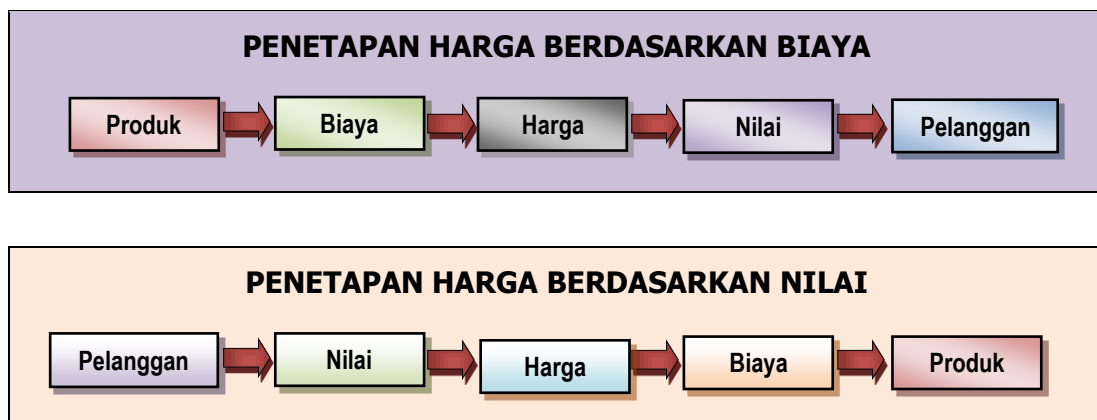 PENETAPAN HARGA BERDASARKAN BIAYA
Produk Biaya Harga Nilai Pelanggan
PENETAPAN HARGA BERDASARKAN NILAI
Pelanggan Nilai Harga Biaya Produk